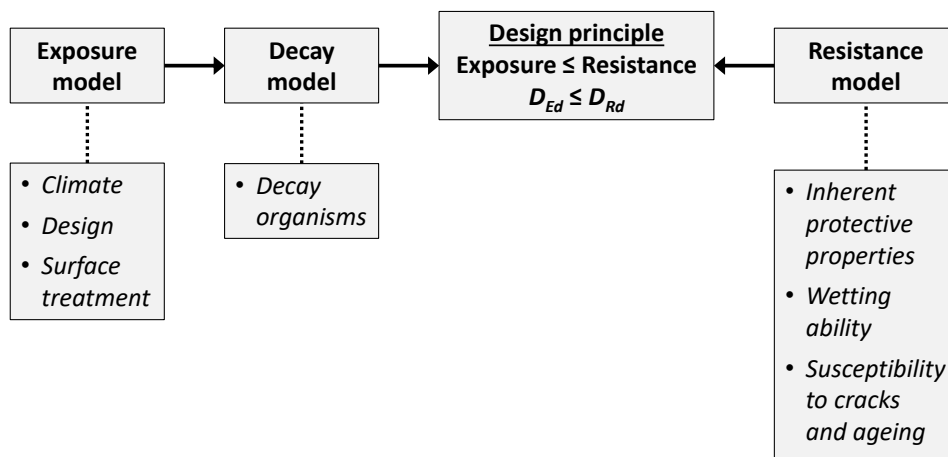 Exposure
model
Decay
model
Design principle
Exposure ≤ Resistance
D_Ed ≤ D_Rd
Resistance
model
• Climate
• Design
• Surface
treatment
• Decay
organisms
• Inherent
protective
properties
• Wetting
ability
• Susceptibility
to cracks
and ageing